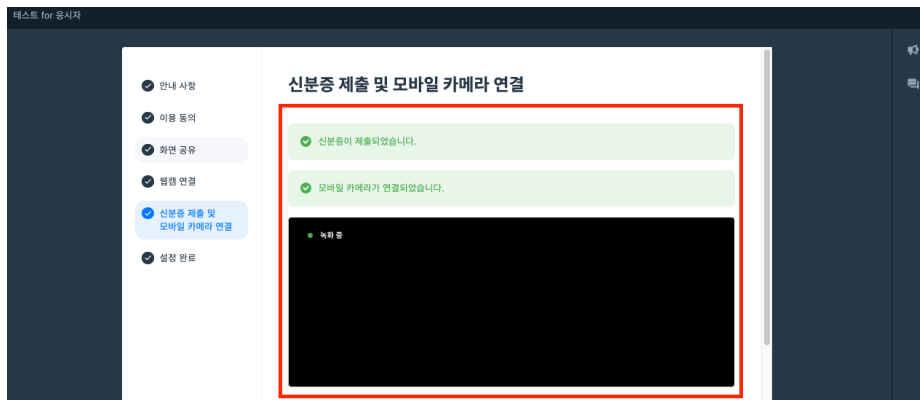 테스트 for 응시자
안내 사항
이용 동의
화면 공유
웹캠 연결
신분증 제출 및
모바일 카메라 연결
설정 완료
신분증 제출 및 모바일 카메라 연결
신분증이 제출되었습니다.
모바일 카메라가 연결되었습니다.
녹화 중